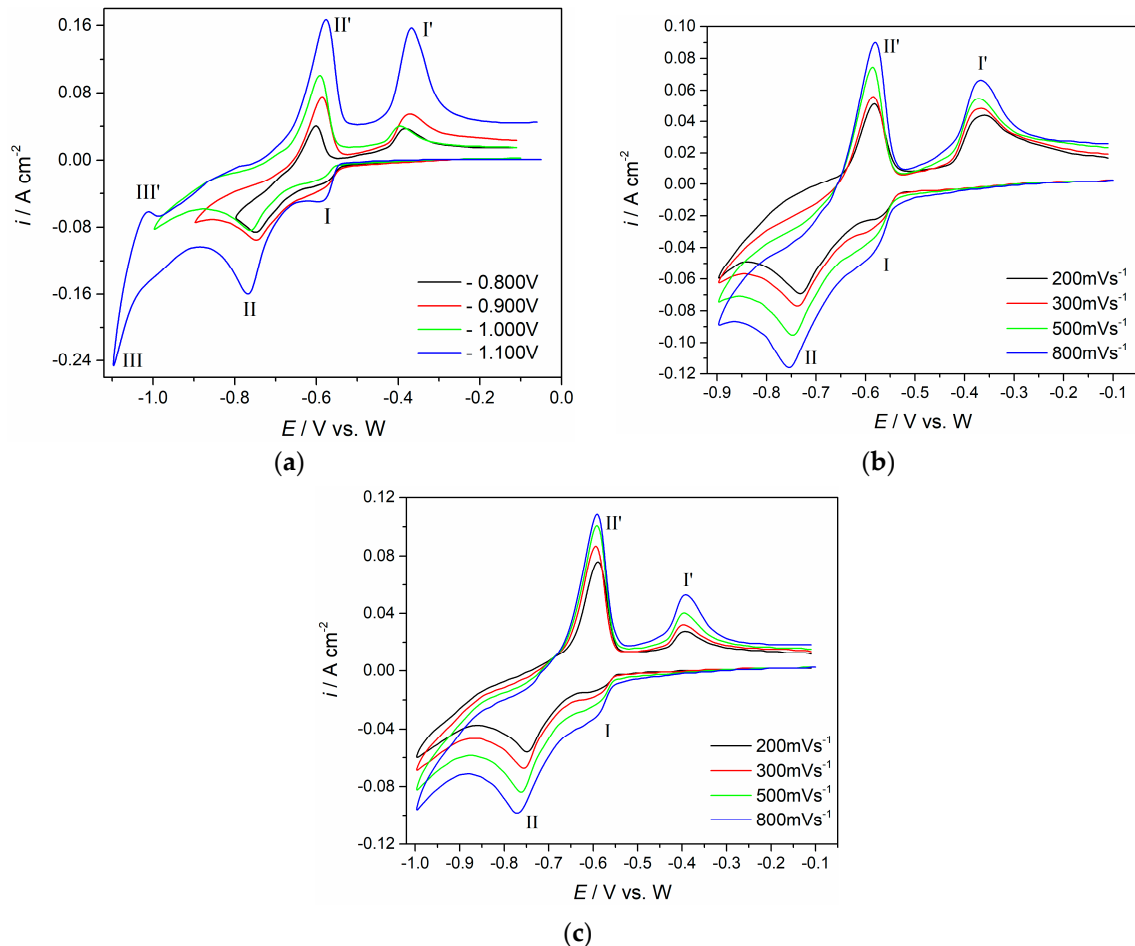 0.16
0.08
0.00
-0.08
-0.16
-0.24
i / A cm-2
II'
I'
III'
I
II
III
- 0.800V
- 0.900V
- 1.000V
- 1.100V
-1.0 -0.8 -0.6 -0.4 -0.2 0.0
E / V vs. W
(a)
0.10
0.08
0.06
0.04
0.02
0.00
-0.02
-0.04
-0.06
-0.08
-0.10
-0.12
i / A cm-2
II'
I'
I
II
200mVs-1
300mVs-1
500mVs-1
800mVs-1
-0.9 -0.8 -0.7 -0.6 -0.5 -0.4 -0.3 -0.2 -0.1
E / V vs. W
(b)
0.12
0.08
0.04
0.00
-0.04
-0.08
-0.12
i / A cm-2
II'
I'
I
II
200mVs-1
300mVs-1
500mVs-1
800mVs-1
-1.0 -0.9 -0.8 -0.7 -0.6 -0.5 -0.4 -0.3 -0.2 -0.1
E / V vs. W
(c)